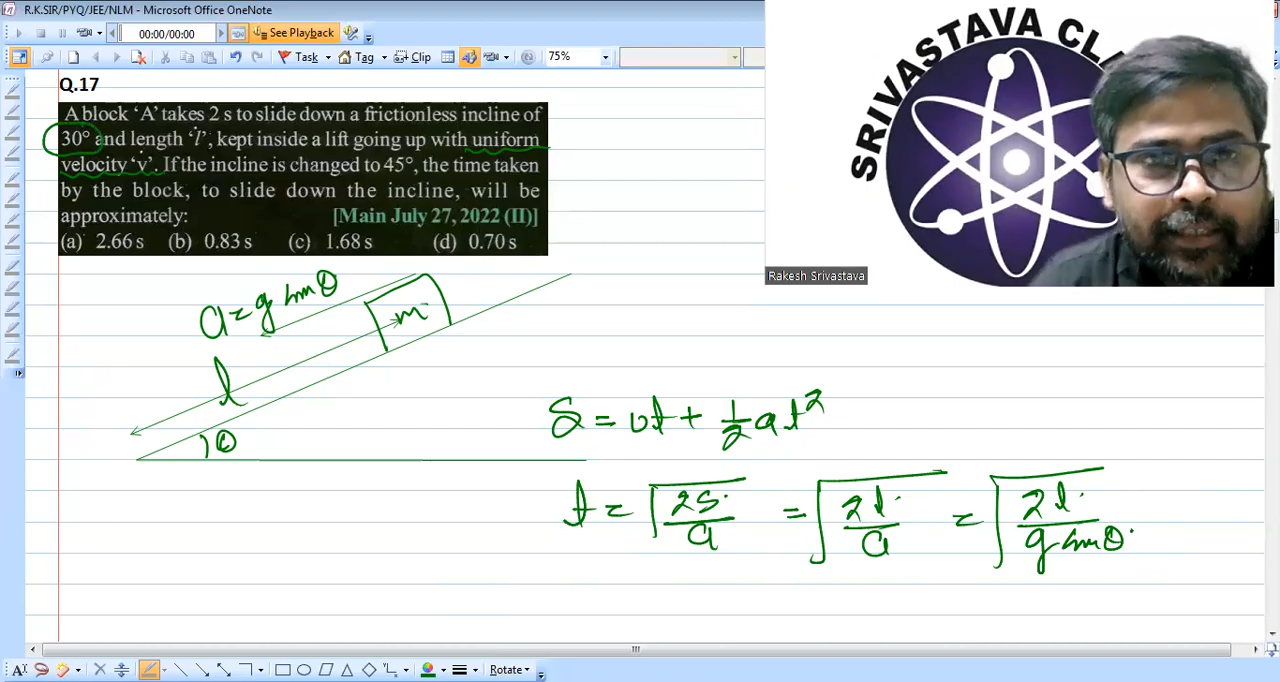 R.K.SIR/PYQ/JEE/NLM - Microsoft Office OneNote
00:00/00:00
See Playback
Task
Tag
Clip
75%
Q.17
A block ‘A’ takes 2 s to slide down a frictionless incline of
30° and length ‘l’, kept inside a lift going up with uniform
velocity ‘v’. If the incline is changed to 45°, the time taken
by the block, to slide down the incline, will be
approximately: [Main July 27, 2022 (II)]
(a) 2.66 s (b) 0.83 s (c) 1.68 s (d) 0.70 s
SRIVASTAVA CLA
Rakesh Srivastava
a = g sin θ
m
l
θ
S = ut + 1/2 at²
t = √(2s/a) = √(2l/a) = √(2l/(g sin θ))
Rotate